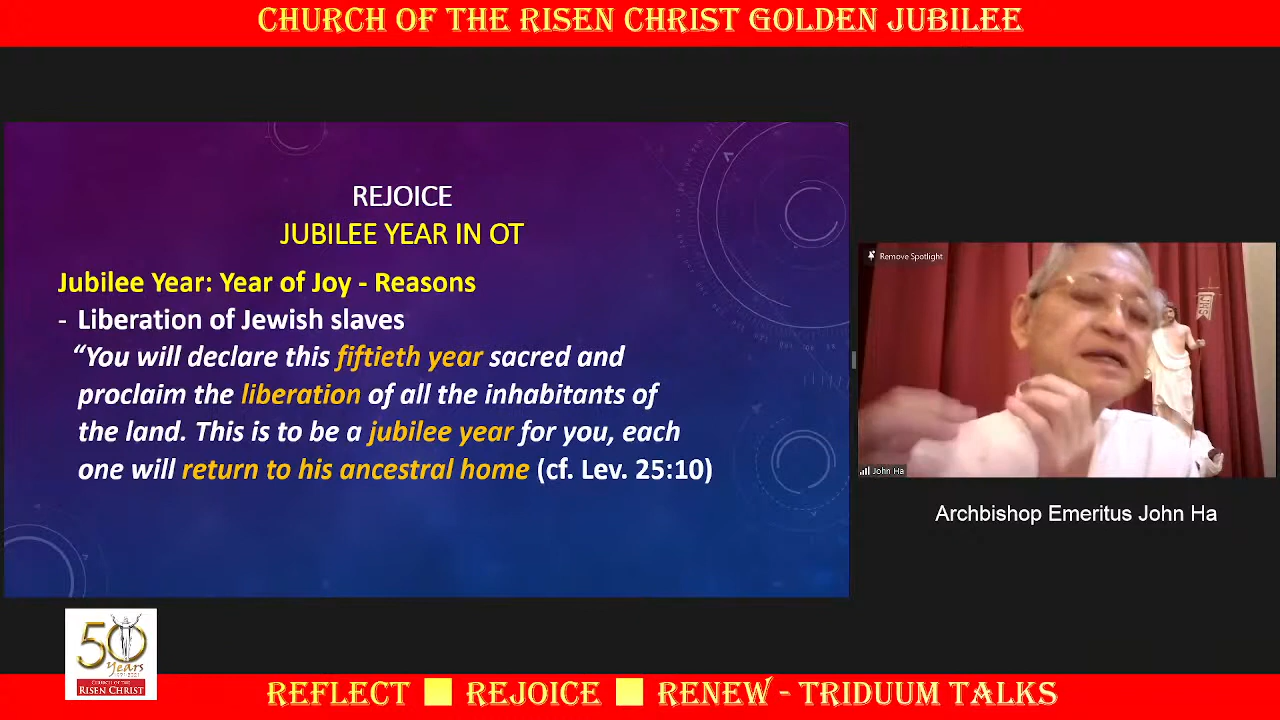 CHURCH OF THE RISEN CHRIST GOLDEN JUBILEE
REJOICE
JUBILEE YEAR IN OT
Jubilee Year: Year of Joy - Reasons
- Liberation of Jewish slaves
“You will declare this fiftieth year sacred and
proclaim the liberation of all the inhabitants of
the land. This is to be a jubilee year for you, each
one will return to his ancestral home (cf. Lev. 25:10)
Remove Spotlight
John Ha
Archbishop Emeritus John Ha
50
Years
CHURCH OF THE
RISEN CHRIST
REFLECT REJOICE RENEW - TRIDUUM TALKS